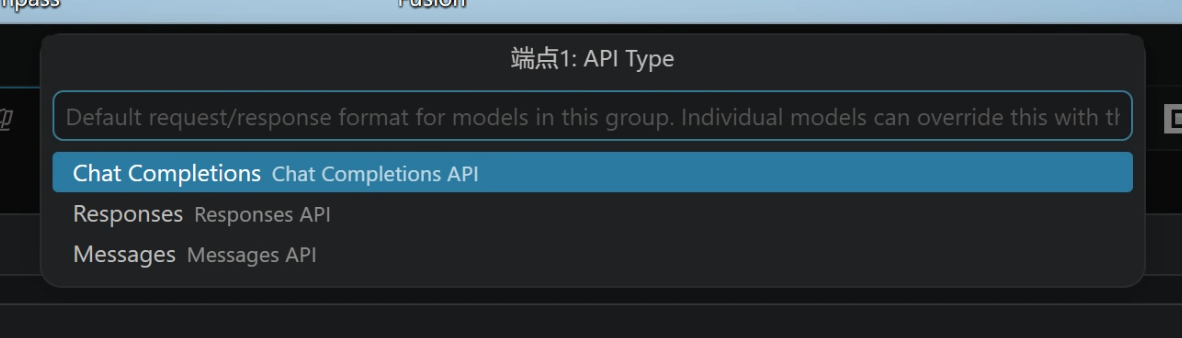 Fusion
端点1: API Type
Default request/response format for models in this group. Individual models can override this with
Chat Completions Chat Completions API
Responses Responses API
Messages Messages API